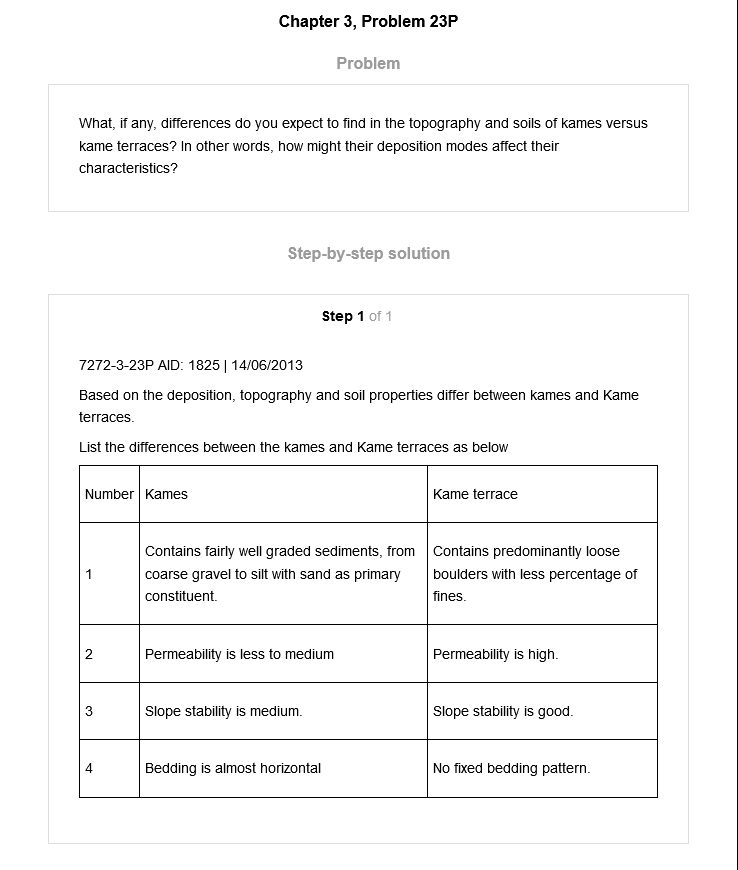 Chapter 3, Problem 23P
Problem
What, if any, differences do you expect to find in the topography and soils of kames versus
kame terraces? In other words, how might their deposition modes affect their
characteristics?
Step-by-step solution
Step 1 of 1
7272-3-23P AID: 1825 | 14/06/2013
Based on the deposition, topography and soil properties differ between kames and Kame
terraces.
List the differences between the kames and Kame terraces as below
Number Kames Kame terrace
1 Contains fairly well graded sediments, from
coarse gravel to silt with sand as primary
constituent.
Contains predominantly loose
boulders with less percentage of
fines.
2 Permeability is less to medium Permeability is high.
3 Slope stability is medium. Slope stability is good.
4 Bedding is almost horizontal No fixed bedding pattern.